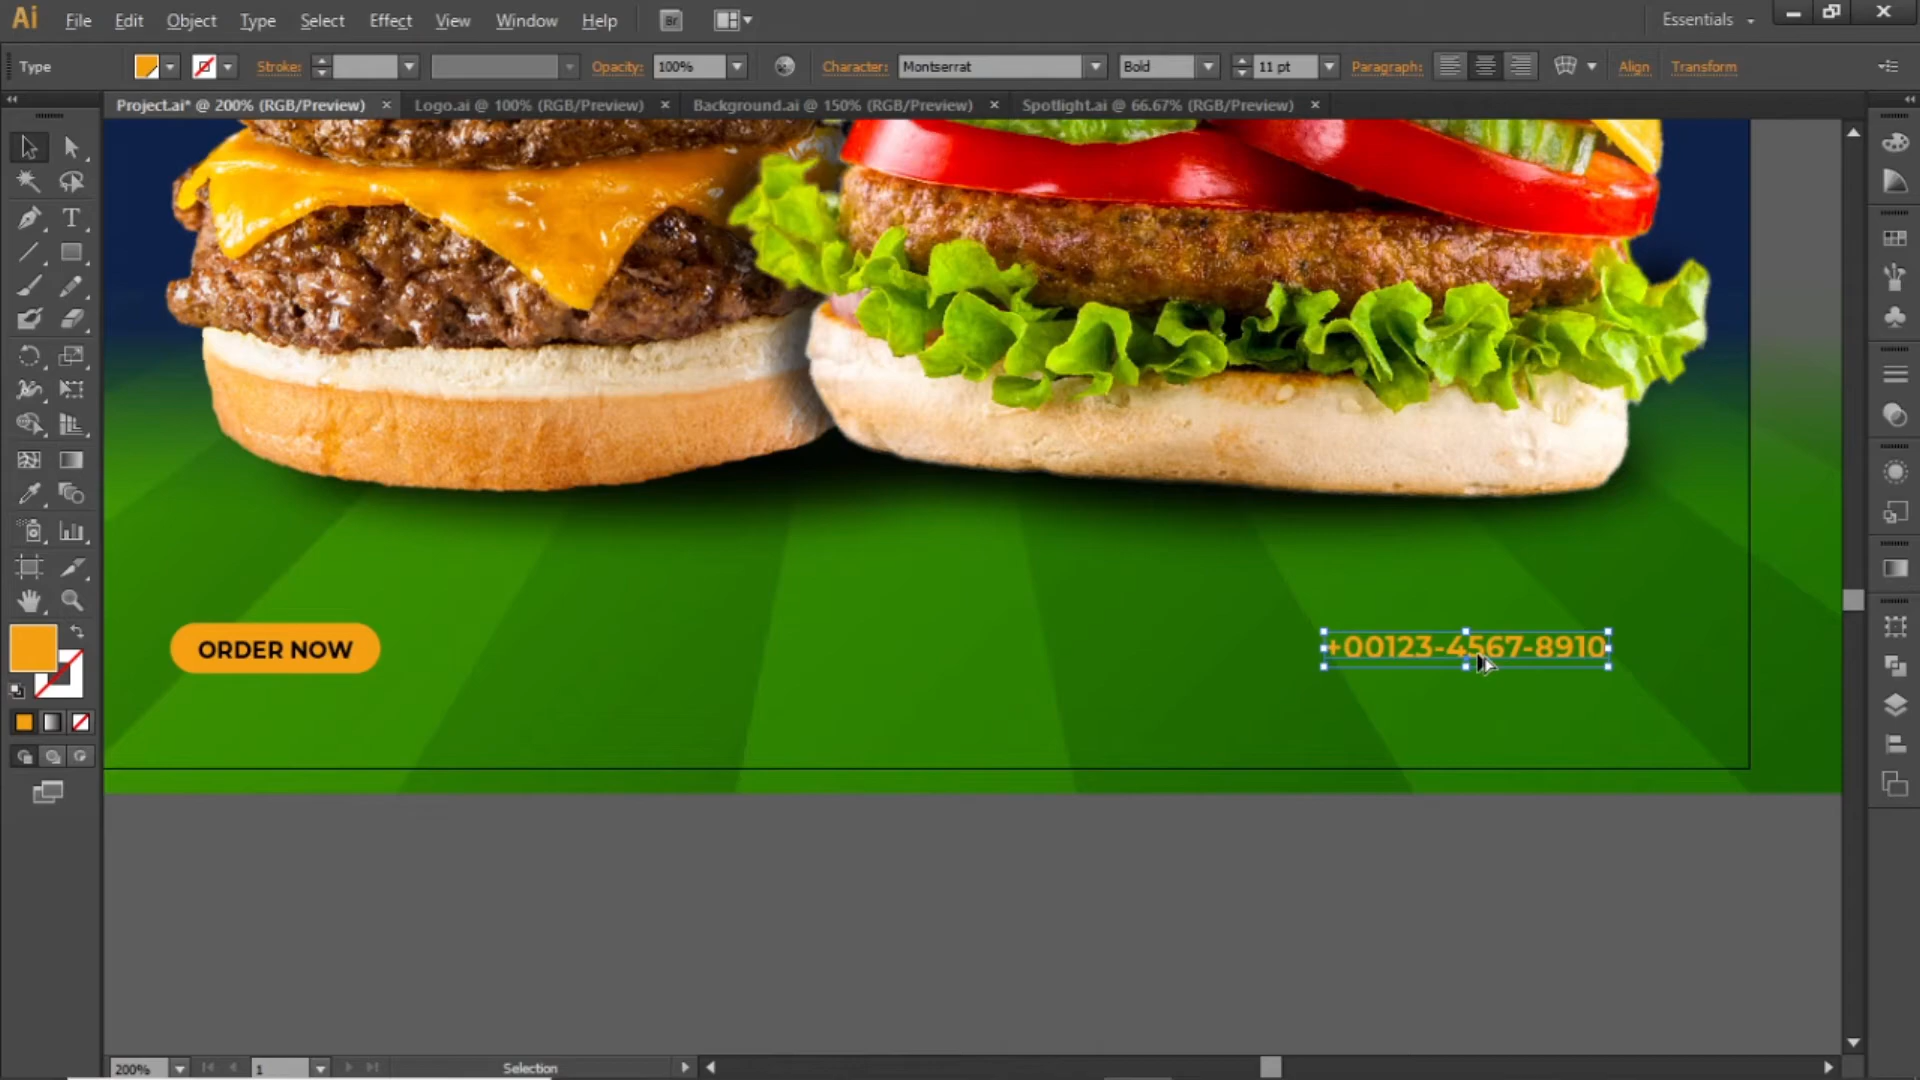 Ai File Edit Object Type Select Effect View Window Help Br Essentials
Type Stroke: Opacity: 100% Character: Montserrat Bold 11 pt Paragraph: Align Transform
Project.ai* @ 200% (RGB/Preview) × Logo.ai @ 100% (RGB/Preview) × Background.ai @ 150% (RGB/Preview) × Spotlight.ai @ 66.67% (RGB/Preview) ×
ORDER NOW
+00123-4567-8910
200% 1 Selection